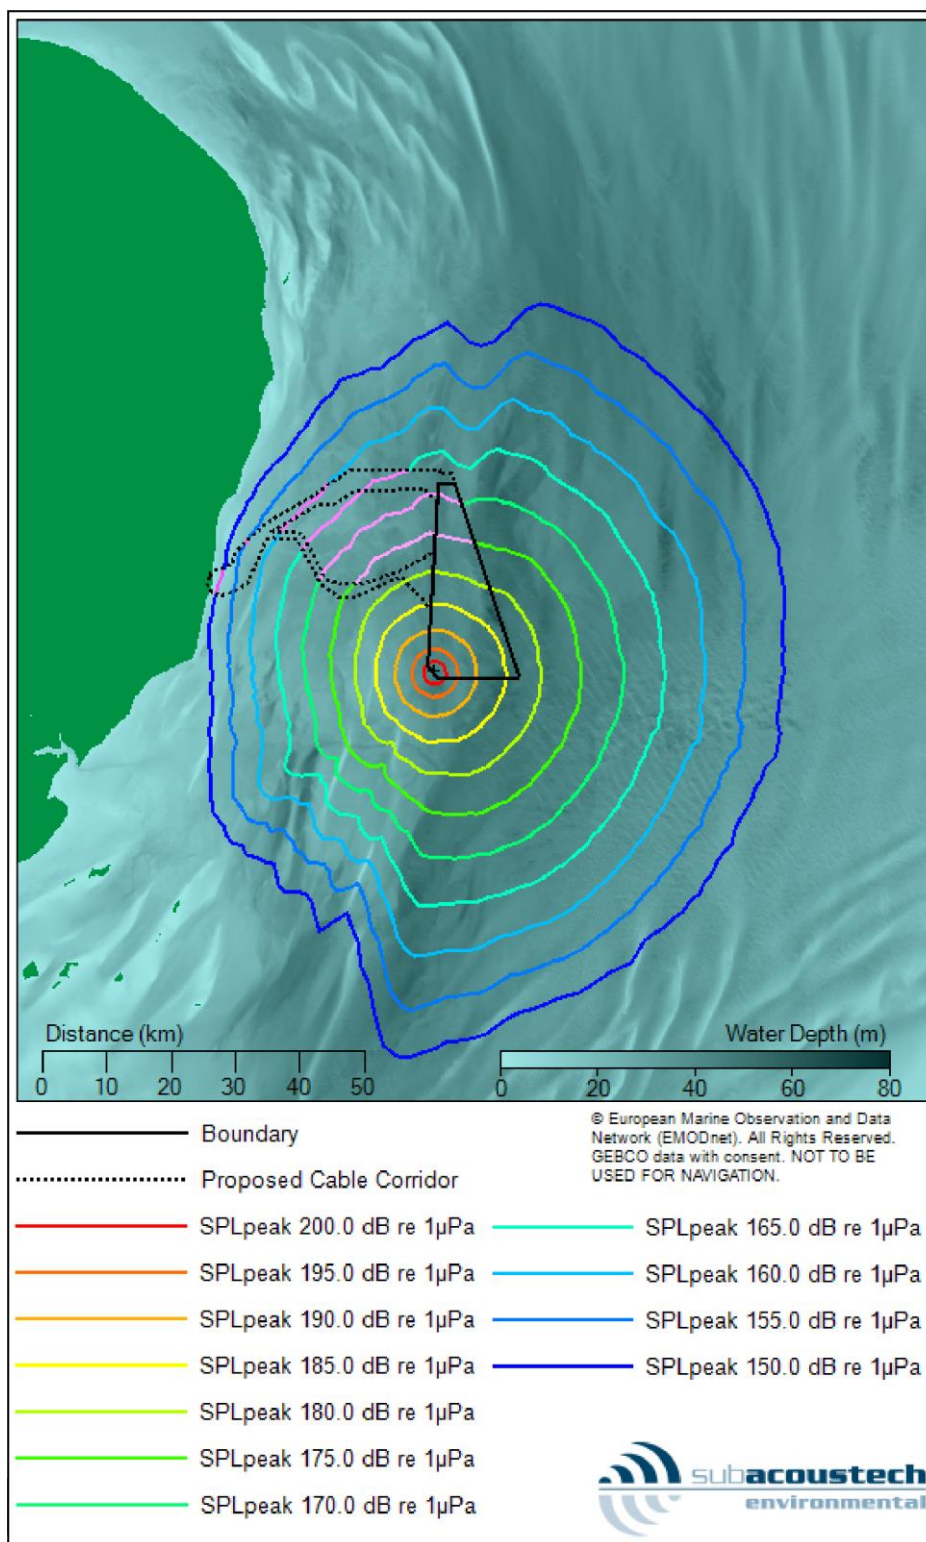 Distance (km)
0 10 20 30 40 50
Water Depth (m)
0 20 40 60 80
Boundary
Proposed Cable Corridor
© European Marine Observation and Data
Network (EMODnet). All Rights Reserved.
GEBCO data with consent. NOT TO BE
USED FOR NAVIGATION.
SPLpeak 200.0 dB re 1µPa
SPLpeak 195.0 dB re 1µPa
SPLpeak 190.0 dB re 1µPa
SPLpeak 185.0 dB re 1µPa
SPLpeak 180.0 dB re 1µPa
SPLpeak 175.0 dB re 1µPa
SPLpeak 170.0 dB re 1µPa
SPLpeak 165.0 dB re 1µPa
SPLpeak 160.0 dB re 1µPa
SPLpeak 155.0 dB re 1µPa
SPLpeak 150.0 dB re 1µPa
subacoustech
environmental